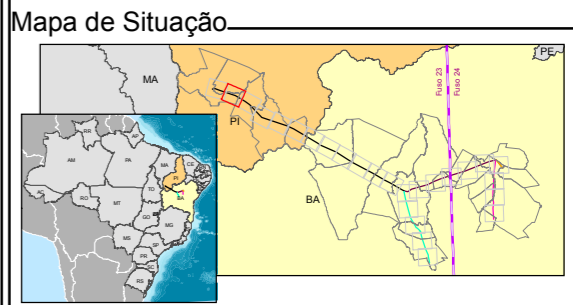 Mapa de Situação
PE
MA
Fuso 23
Fuso 24
PI
BA
RR
AP
AM
PA
MA
CE
PI
AC
TO
RO
BA
MT
GO
MG
MS
SP
PR
SC
RS